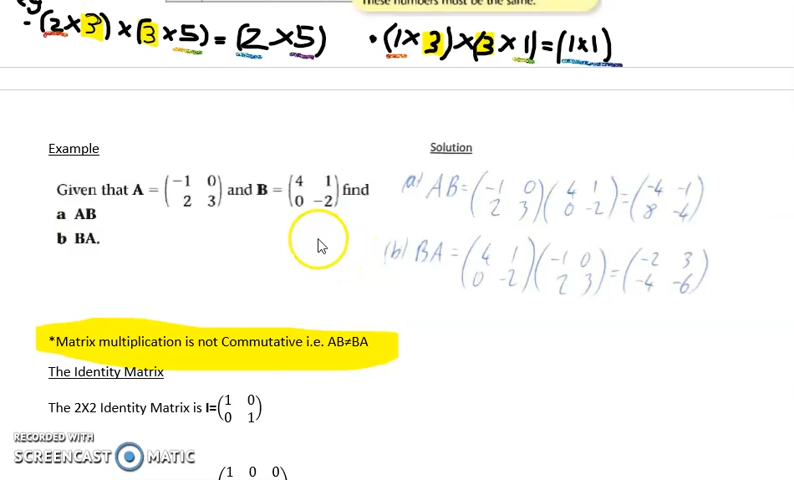 These numbers must be the same.
·(2×3)×(3×5)=(2×5) •(1×3)×(3×1)=(1×1)
Example
Solution
Given that A = (−1 0 / 2 3) and B = (4 1 / 0 −2) find
a AB
b BA.
a) AB=(-1 0 / 2 3)(4 1 / 0 -2)=(-4 -1 / 8 -4)
(b) BA=(4 1 / 0 -2)(-1 0 / 2 3)=(-2 3 / -4 -6)
*Matrix multiplication is not Commutative i.e. AB≠BA
The Identity Matrix
The 2X2 Identity Matrix is I=(1 0 / 0 1)
RECORDED WITH
SCREENCAST MATIC
(1 0 0)